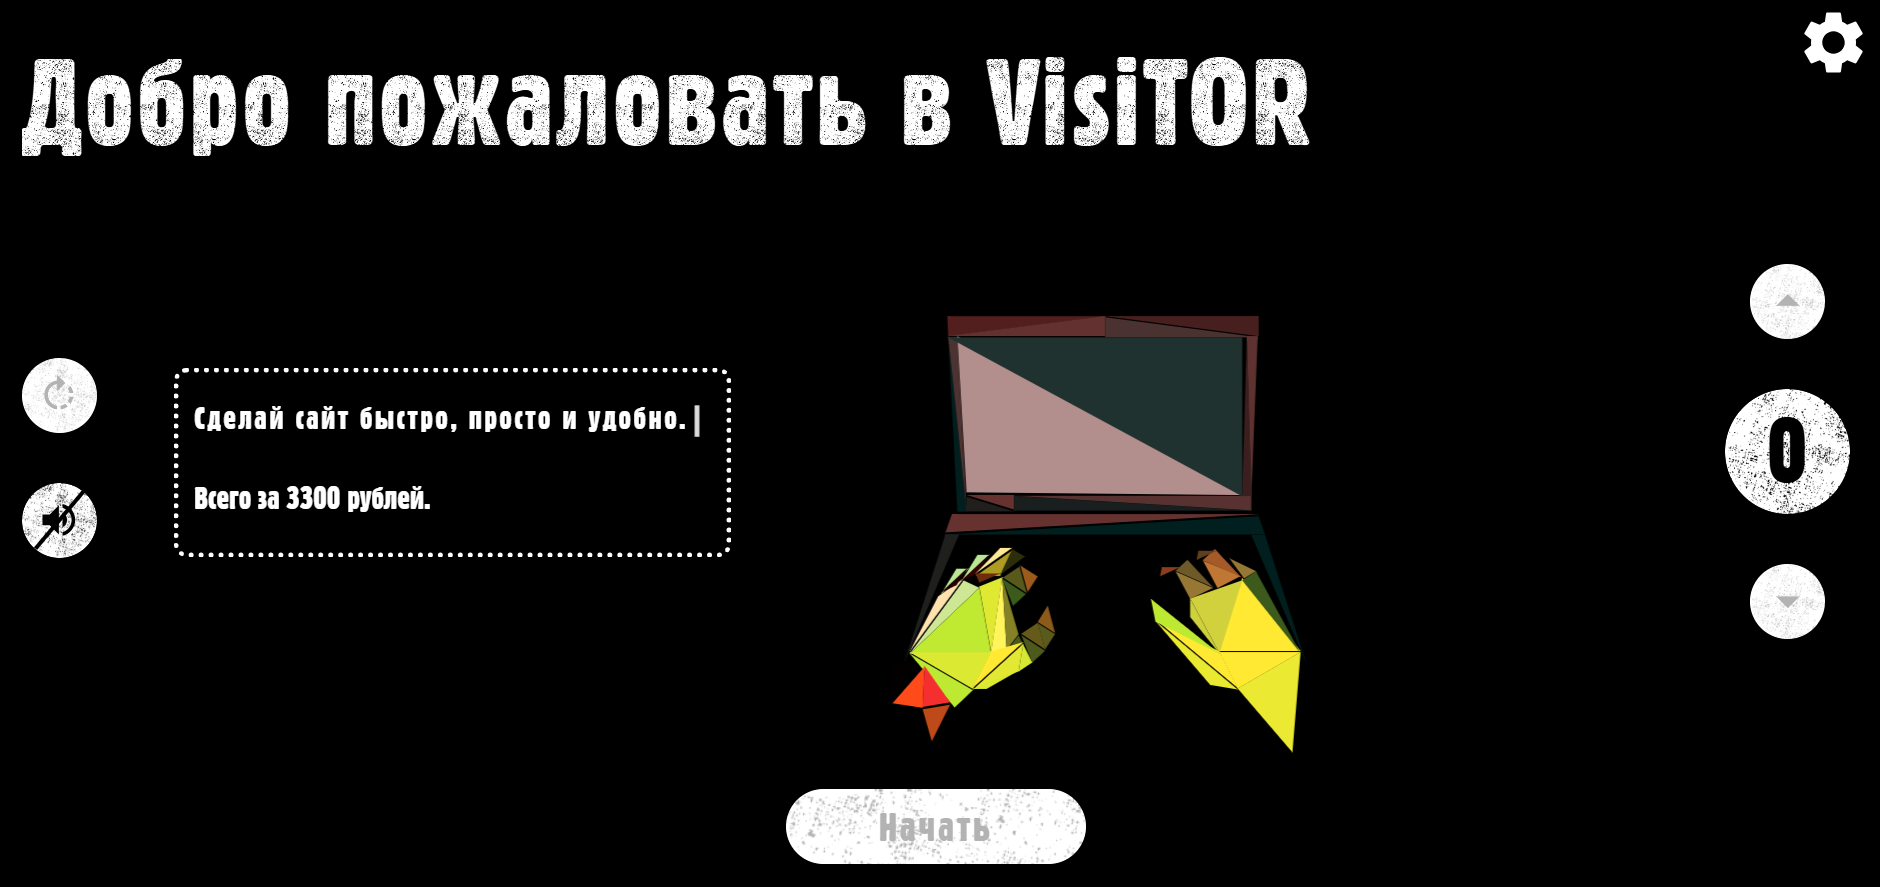 Добро пожаловать в VisiTOR
Сделай сайт быстро, просто и удобно.
Всего за 3300 рублей.
0
Начать